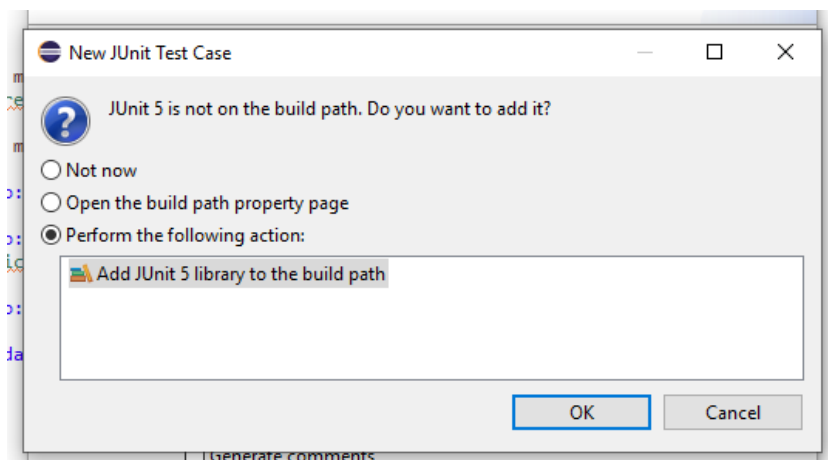 New JUnit Test Case
JUnit 5 is not on the build path. Do you want to add it?
Not now
Open the build path property page
Perform the following action:
Add JUnit 5 library to the build path
OK
Cancel
Generate comments